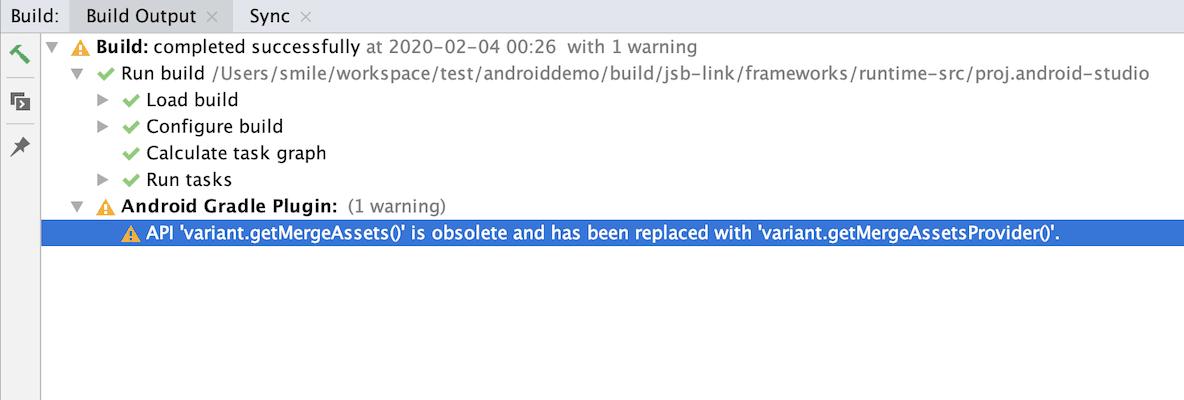 Build: Build Output × Sync ×
Build: completed successfully at 2020-02-04 00:26 with 1 warning
Run build /Users/smile/workspace/test/androiddemo/build/jsb-link/frameworks/runtime-src/proj.android-studio
Load build
Configure build
Calculate task graph
Run tasks
Android Gradle Plugin: (1 warning)
API 'variant.getMergeAssets()' is obsolete and has been replaced with 'variant.getMergeAssetsProvider()'.